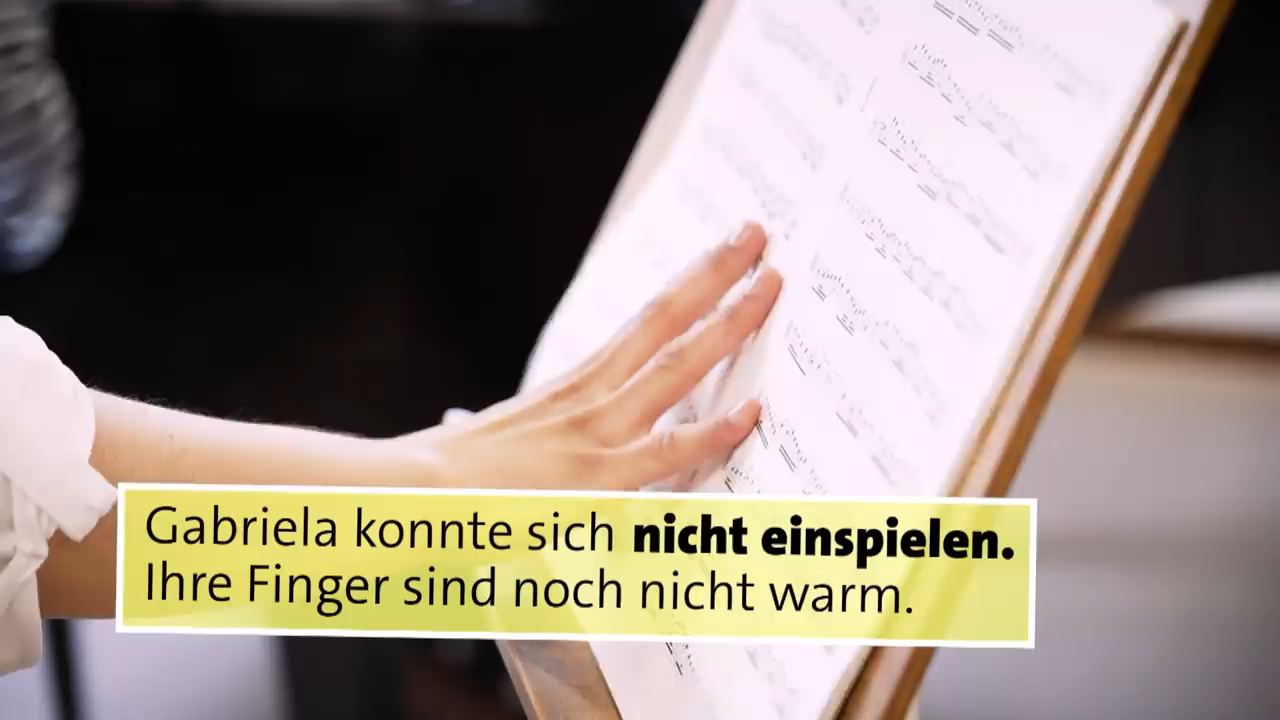 Gabriela konnte sich nicht einspielen.
Ihre Finger sind noch nicht warm.